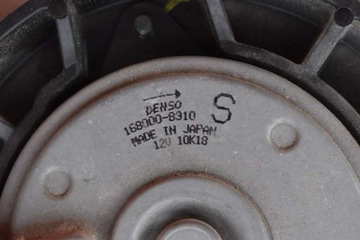 DENSO
168000-8310
MADE IN JAPAN
12V 10K18
S